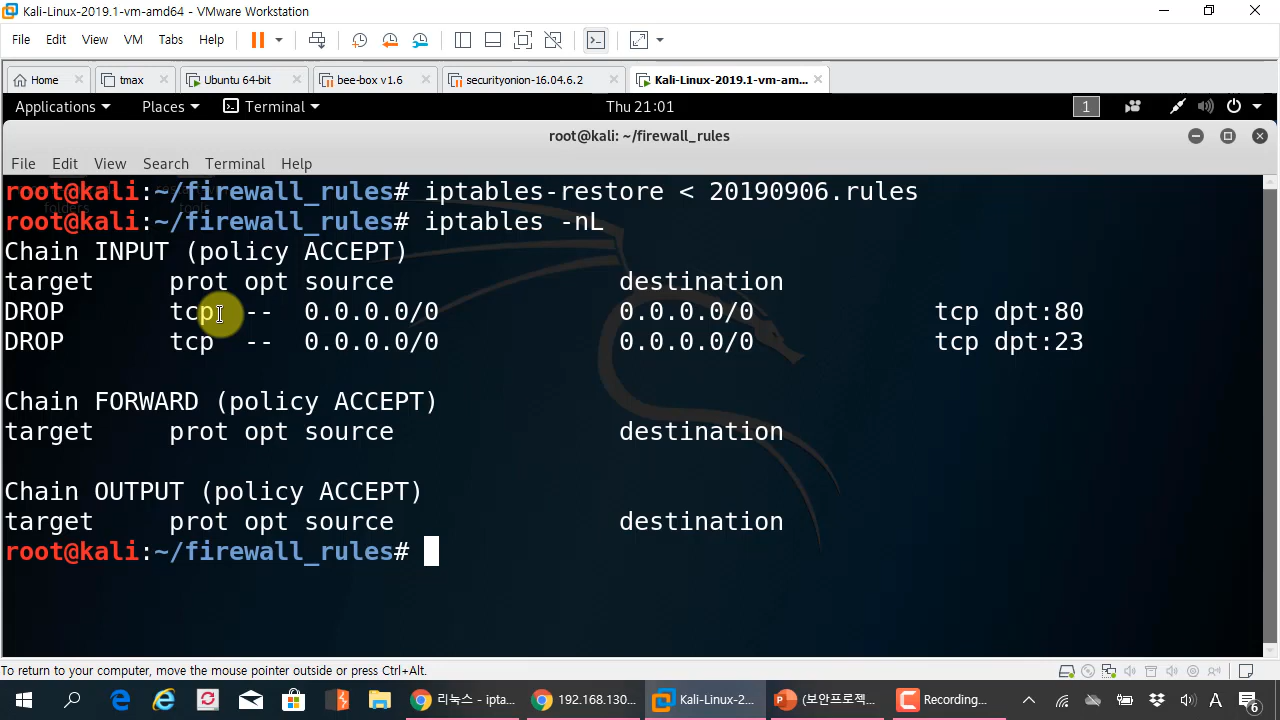 Kali-Linux-2019.1-vm-amd64 - VMware Workstation
File Edit View VM Tabs Help
Home tmax Ubuntu 64-bit bee-box v1.6 securityonion-16.04.6.2 Kali-Linux-2019.1-vm-am...
Applications Places Terminal Thu 21:01 1
root@kali: ~/firewall_rules
File Edit View Search Terminal Help
root@kali:~/firewall_rules# iptables-restore < 20190906.rules
root@kali:~/firewall_rules# iptables -nL
Chain INPUT (policy ACCEPT)
target prot opt source destination
DROP tcp -- 0.0.0.0/0 0.0.0.0/0 tcp dpt:80
DROP tcp -- 0.0.0.0/0 0.0.0.0/0 tcp dpt:23
Chain FORWARD (policy ACCEPT)
target prot opt source destination
Chain OUTPUT (policy ACCEPT)
target prot opt source destination
root@kali:~/firewall_rules#
To return to your computer, move the mouse pointer outside or press Ctrl+Alt.
리눅스 - ipta... 192.168.130... Kali-Linux-2... (보안프로젝... Recording... A 6